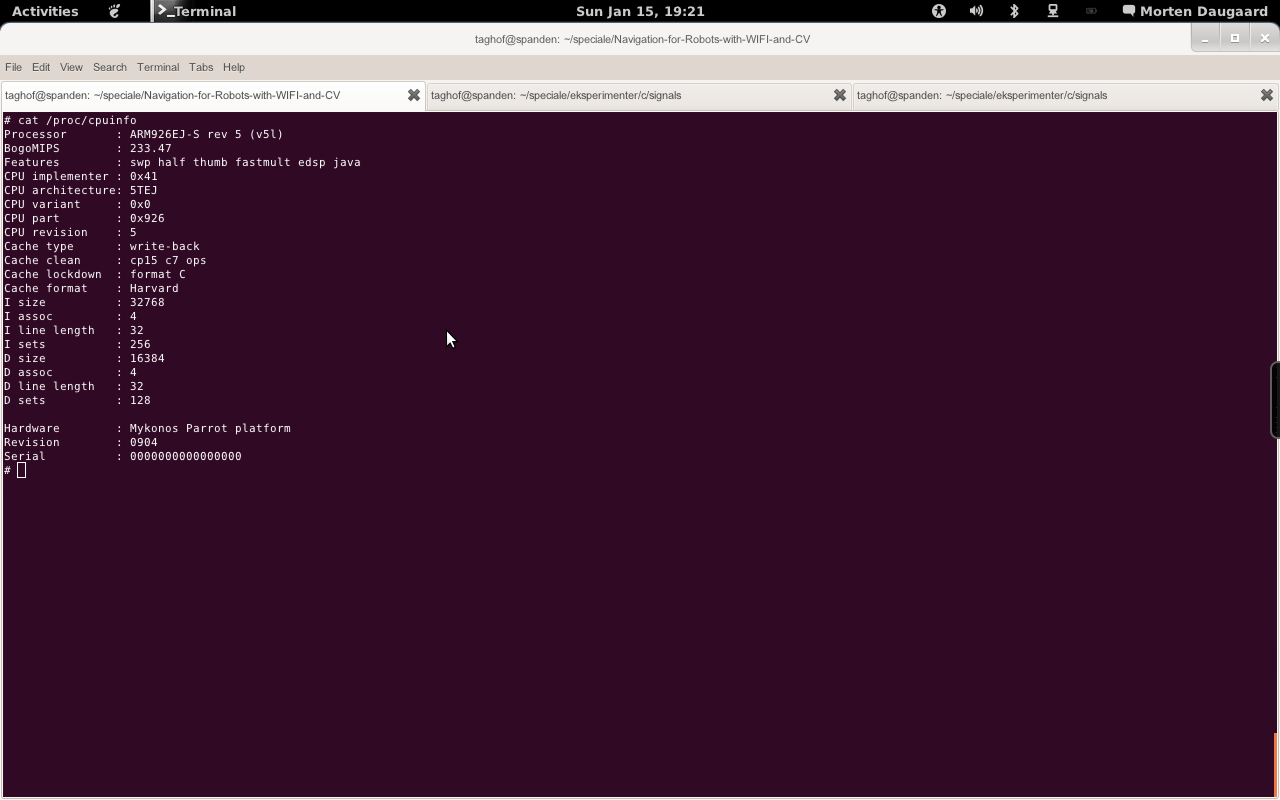 Activities
Terminal
Sun Jan 15, 19:21
Morten Daugaard
taghof@spanden: ~/speciale/Navigation-for-Robots-with-WIFI-and-CV
File Edit View Search Terminal Tabs Help
taghof@spanden: ~/speciale/Navigation-for-Robots-with-WIFI-and-CV
taghof@spanden: ~/speciale/eksperimenter/c/signals
taghof@spanden: ~/speciale/eksperimenter/c/signals
# cat /proc/cpuinfo
Processor       : ARM926EJ-S rev 5 (v5l)
BogoMIPS        : 233.47
Features        : swp half thumb fastmult edsp java
CPU implementer : 0x41
CPU architecture: 5TEJ
CPU variant     : 0x0
CPU part        : 0x926
CPU revision    : 5
Cache type      : write-back
Cache clean     : cp15 c7 ops
Cache lockdown  : format C
Cache format    : Harvard
I size          : 32768
I assoc         : 4
I line length   : 32
I sets          : 256
D size          : 16384
D assoc         : 4
D line length   : 32
D sets          : 128
Hardware        : Mykonos Parrot platform
Revision        : 0904
Serial          : 0000000000000000
#